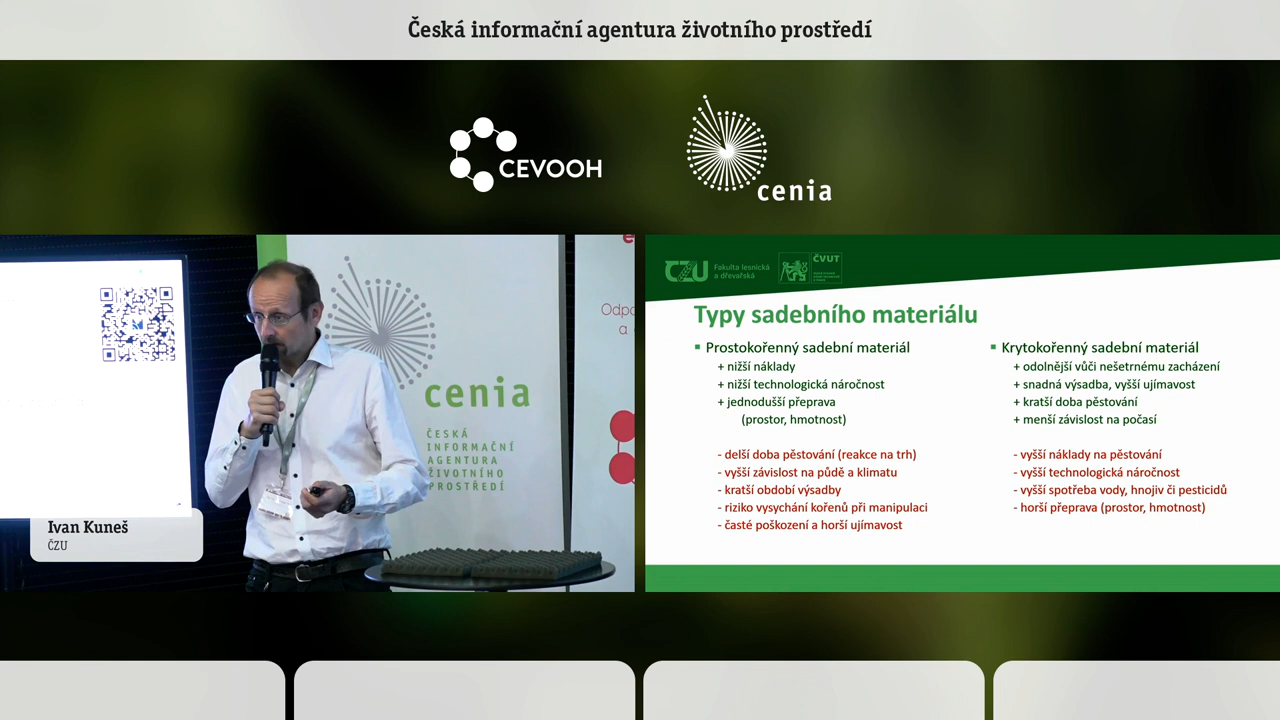 Česká informační agentura životního prostředí
CEVOOH
cenia
cenia
ČESKÁ
INFORMAČNÍ
AGENTURA
ŽIVOTNÍHO
PROSTŘEDÍ
Odpo
a
Ivan Kuneš
ČZU
ČZU
Fakulta lesnická
a dřevařská
ČVUT
Typy sadebního materiálu
▪ Prostokořenný sadební materiál
+ nižší náklady
+ nižší technologická náročnost
+ jednodušší přeprava
(prostor, hmotnost)
- delší doba pěstování (reakce na trh)
- vyšší závislost na půdě a klimatu
- kratší období výsadby
- riziko vysychání kořenů při manipulaci
- časté poškození a horší ujímavost
▪ Krytokořenný sadební materiál
+ odolnější vůči nešetrnému zacházení
+ snadná výsadba, vyšší ujímavost
+ kratší doba pěstování
+ menší závislost na počasí
- vyšší náklady na pěstování
- vyšší technologická náročnost
- vyšší spotřeba vody, hnojiv či pesticidů
- horší přeprava (prostor, hmotnost)